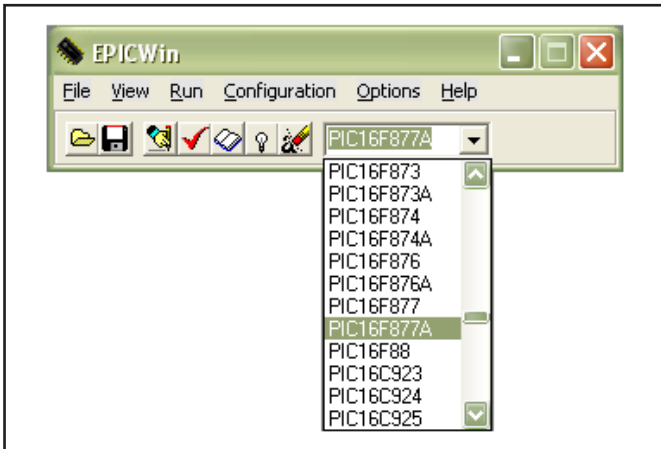 EPICWin
File View Run Configuration Options Help
PIC16F877A
PIC16F873
PIC16F873A
PIC16F874
PIC16F874A
PIC16F876
PIC16F876A
PIC16F877
PIC16F877A
PIC16F88
PIC16C923
PIC16C924
PIC16C925